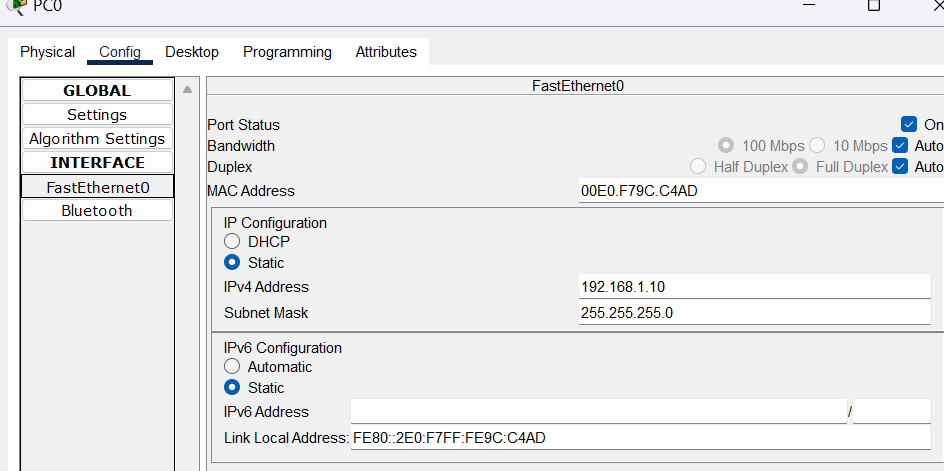 PC0
Physical Config Desktop Programming Attributes
GLOBAL
Settings
Algorithm Settings
INTERFACE
FastEthernet0
Bluetooth
FastEthernet0
Port Status On
Bandwidth 100 Mbps 10 Mbps Auto
Duplex Half Duplex Full Duplex Auto
MAC Address 00E0.F79C.C4AD
IP Configuration
DHCP
Static
IPv4 Address 192.168.1.10
Subnet Mask 255.255.255.0
IPv6 Configuration
Automatic
Static
IPv6 Address /
Link Local Address: FE80::2E0:F7FF:FE9C:C4AD